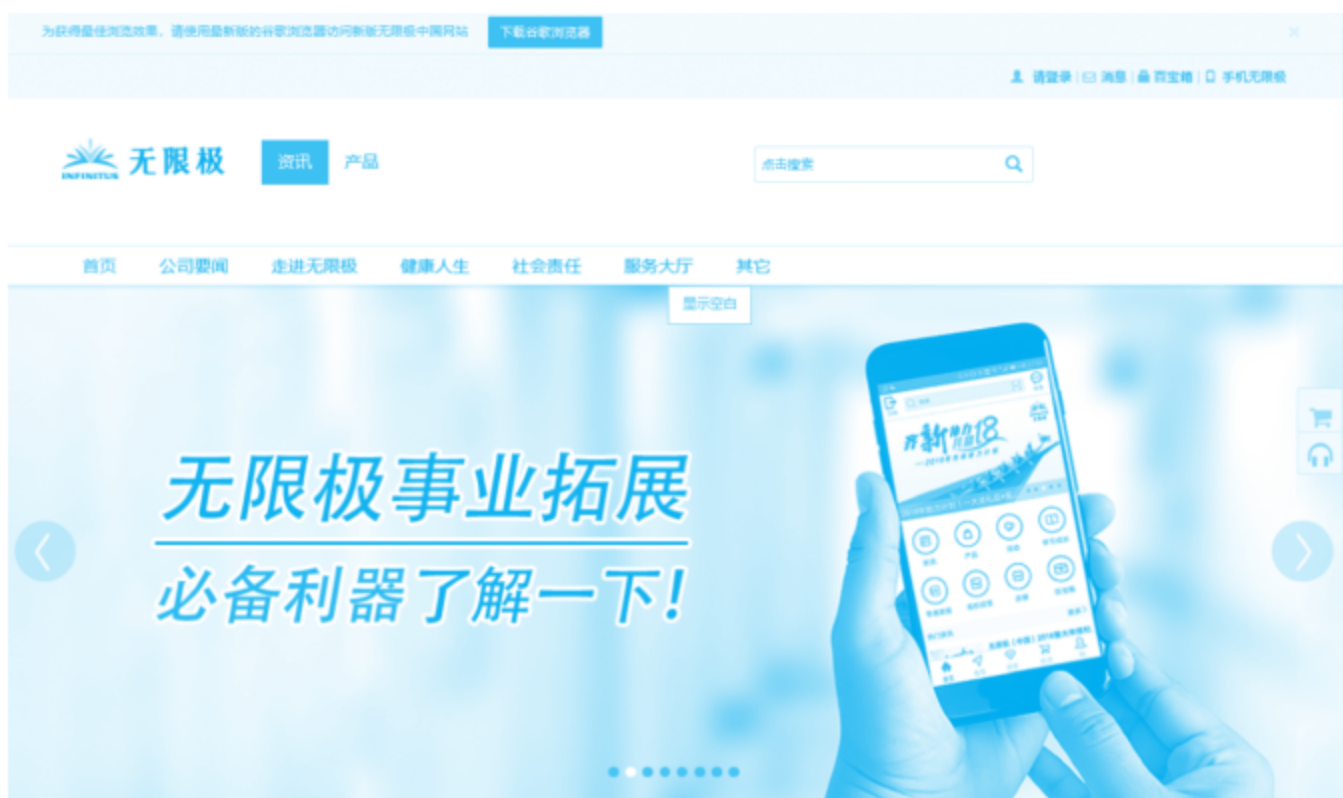 为获得最佳浏览效果，请使用最新版的谷歌浏览器访问新版无限极中国网站 下载谷歌浏览器
请登录 消息 百宝箱 手机无限极
INFINITUS 无限极 资讯 产品 点击搜索
首页 公司要闻 走进无限极 健康人生 社会责任 服务大厅 其它
显示空白
无限极事业拓展
必备利器了解一下!
产品
更多